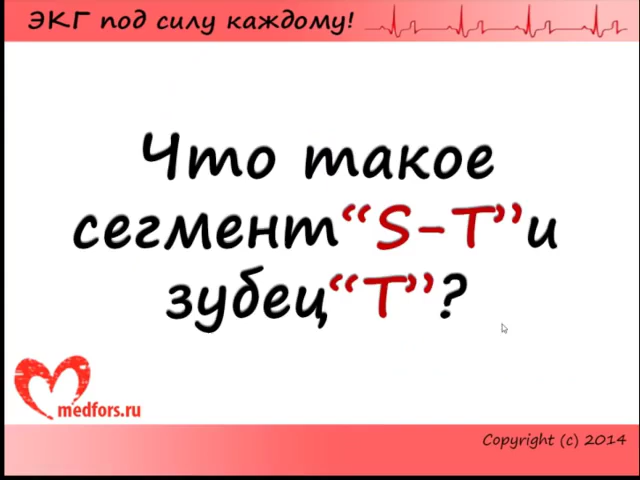 ЭКГ под силу каждому!
Что такое
сегмент“S-T”и
зубец“T”?
medfors.ru
Copyright (c) 2014